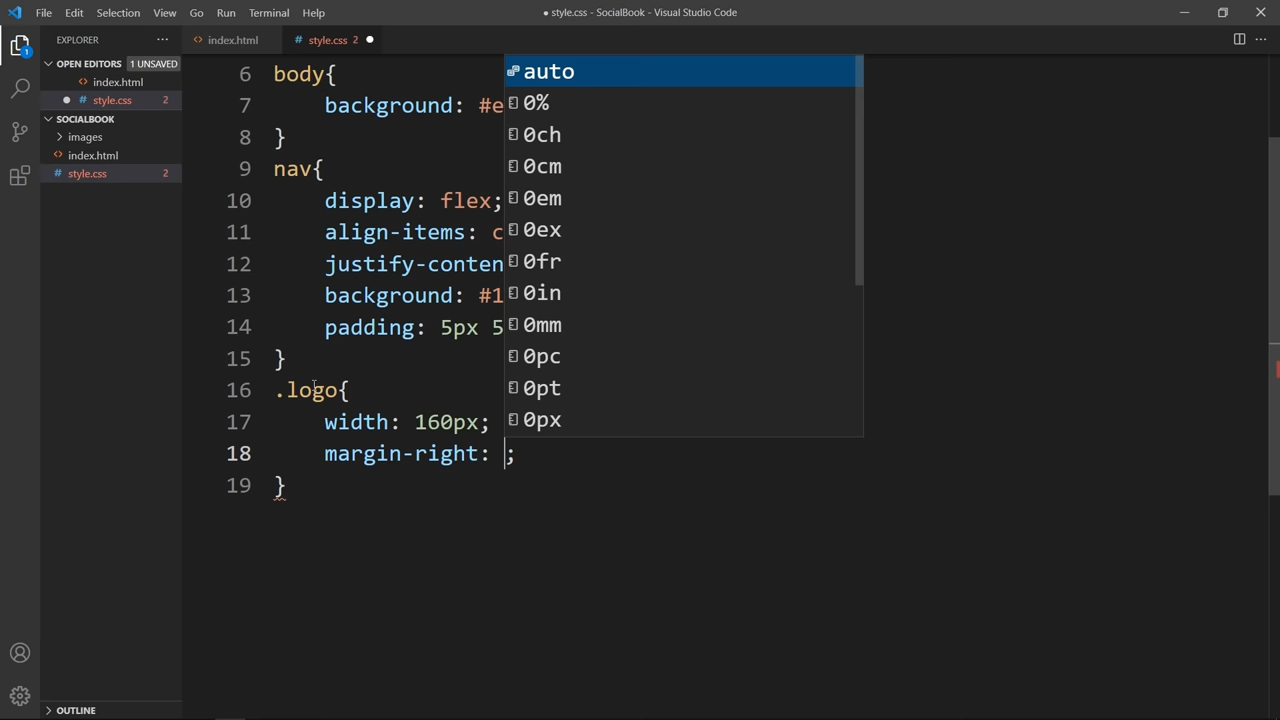 File Edit Selection View Go Run Terminal Help
● style.css - SocialBook - Visual Studio Code
EXPLORER
index.html
style.css 2
OPEN EDITORS 1 UNSAVED
index.html
style.css 2
SOCIALBOOK
images
index.html
style.css 2
OUTLINE
1
6 body{
7 background: #e
8 }
9 nav{
10 display: flex;
11 align-items: c
12 justify-conten
13 background: #1
14 padding: 5px 5
15 }
16 .logo{
17 width: 160px;
18 margin-right: ;
19 }
auto
0%
0ch
0cm
0em
0ex
0fr
0in
0mm
0pc
0pt
0px